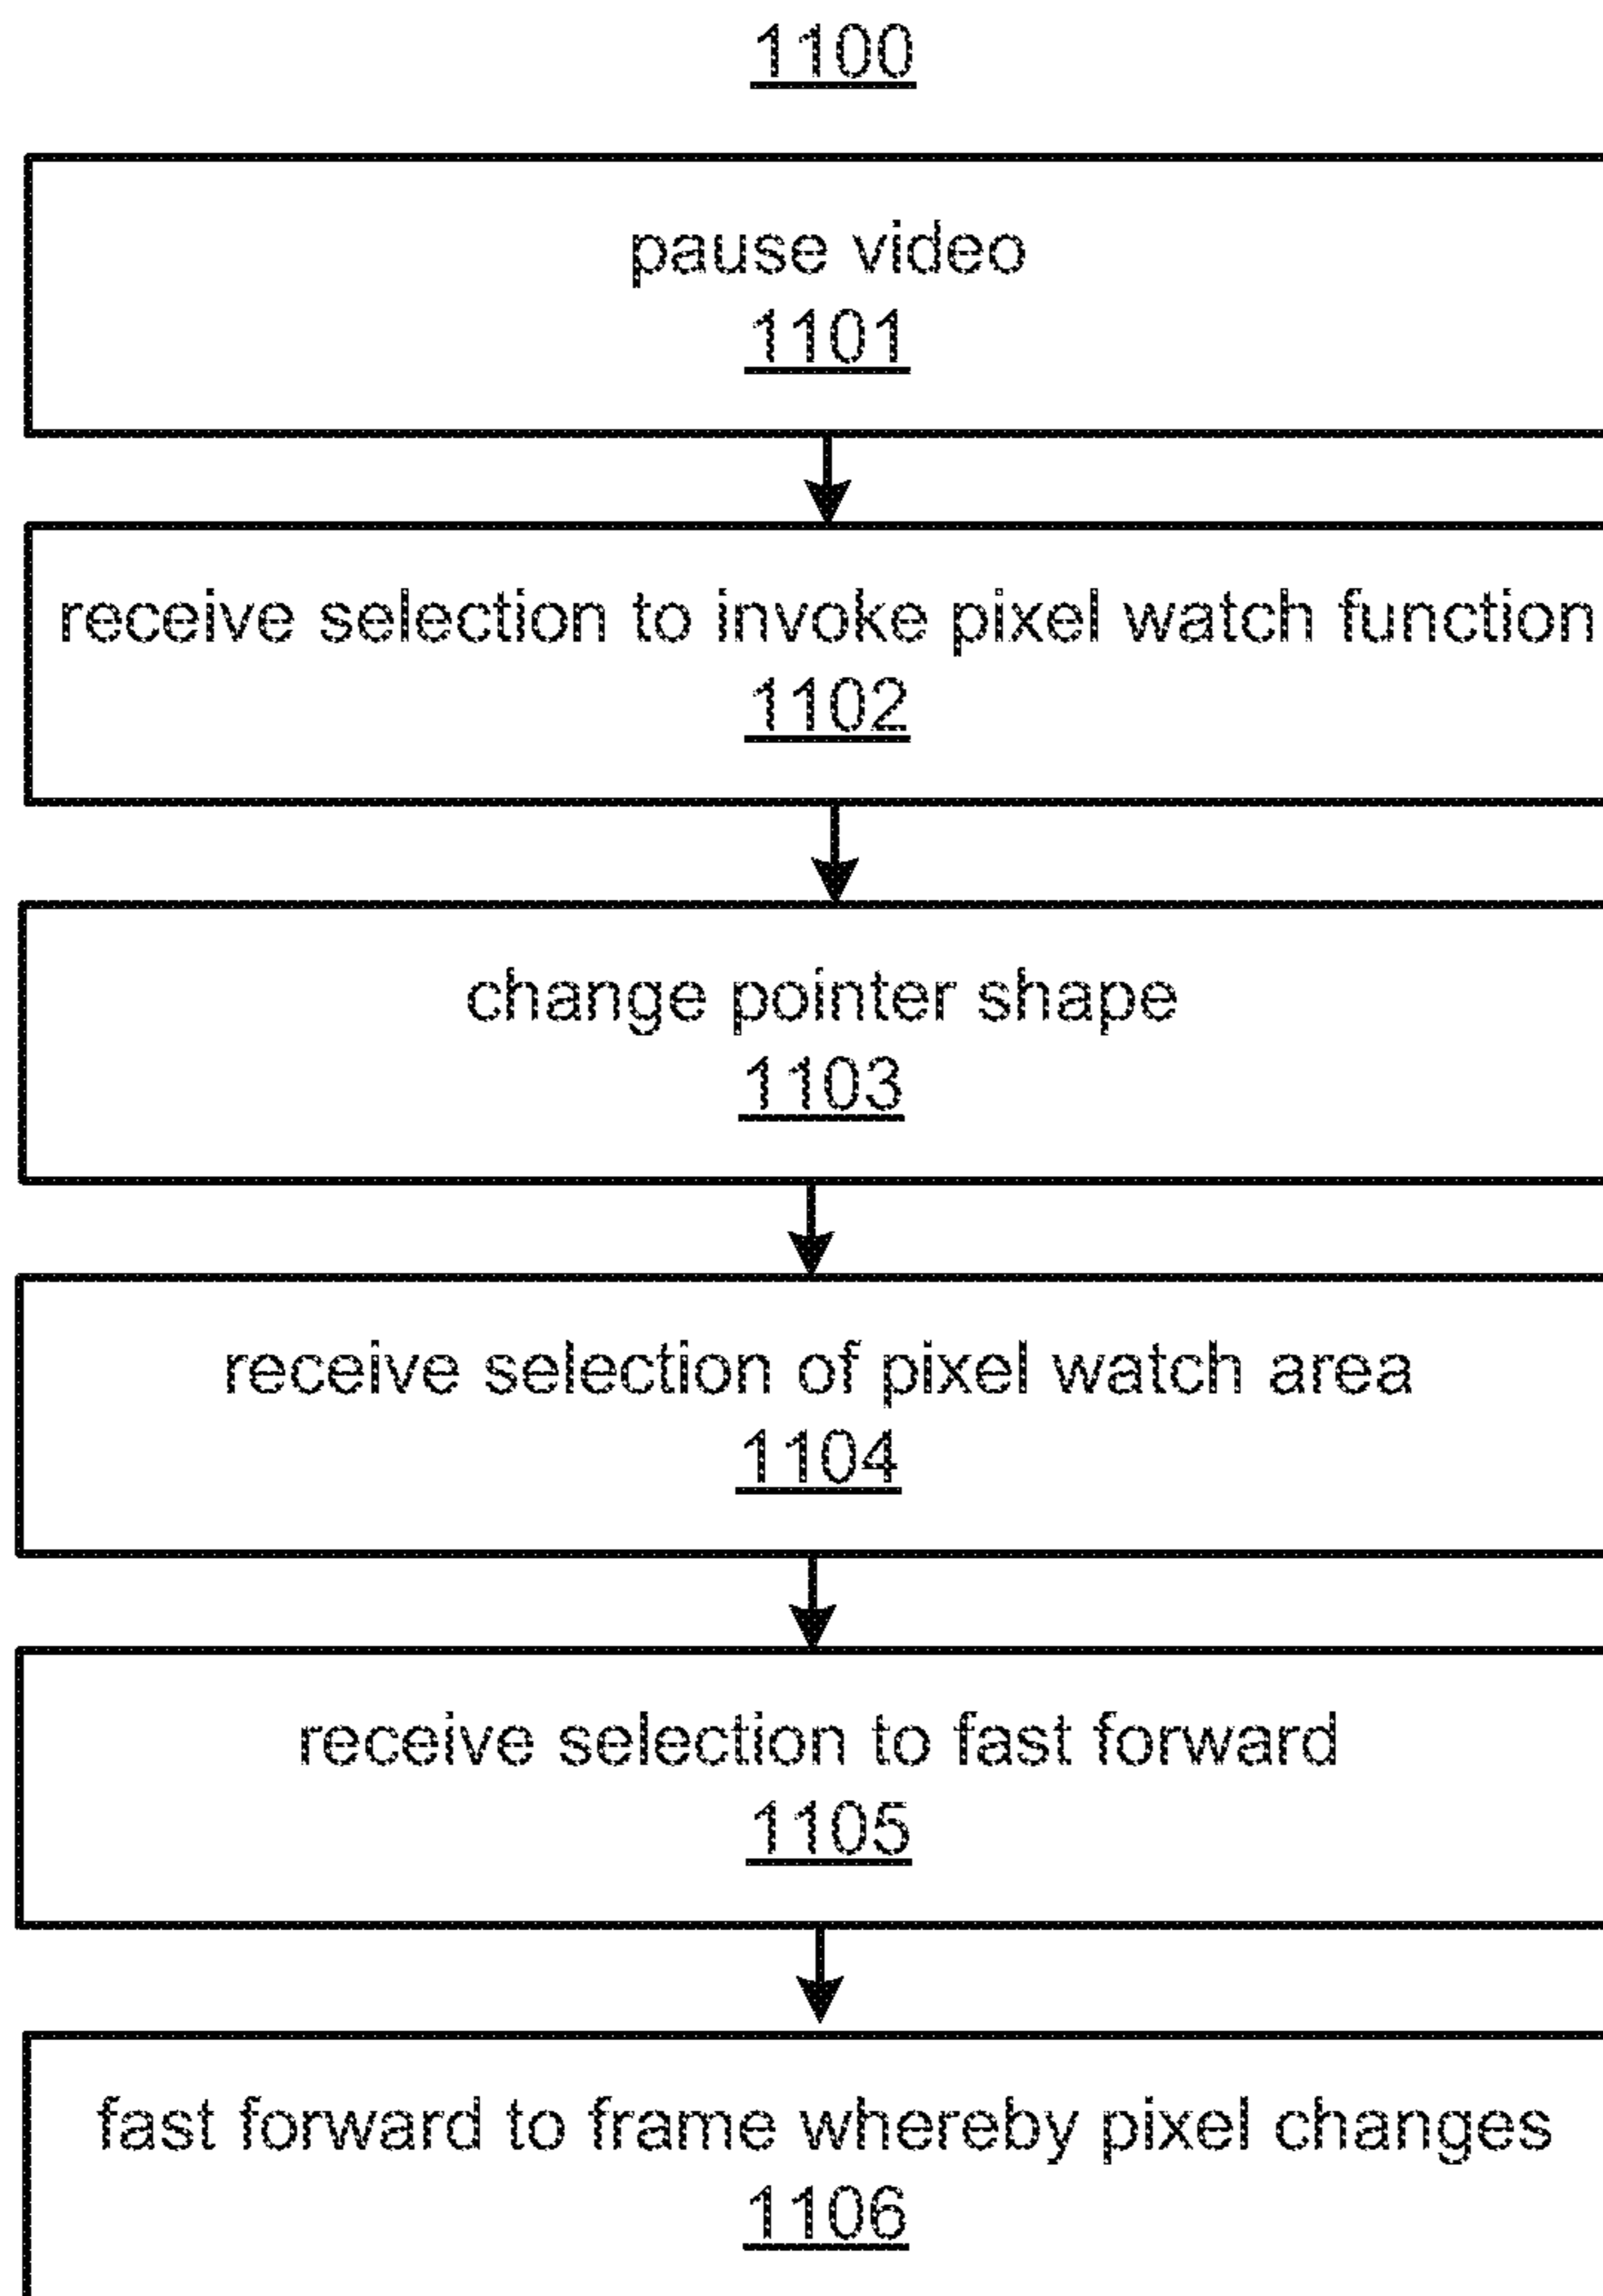 1100
pause video
1101
receive selection to invoke pixel watch function
1102
change pointer shape
1103
receive selection of pixel watch area
1104
receive selection to fast forward
1105
fast forward to frame whereby pixel changes
1106